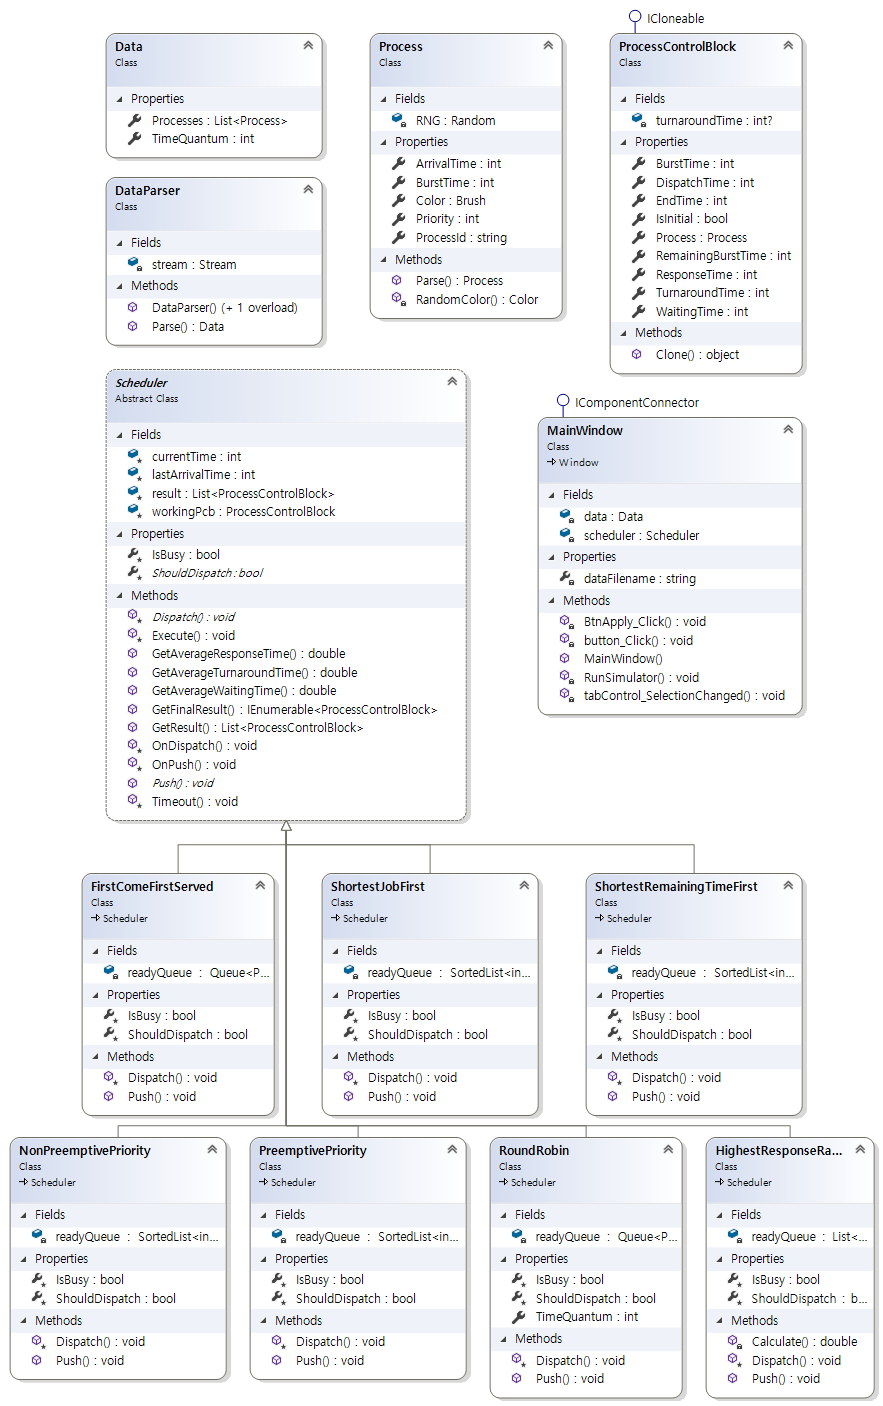 Data
Class
Properties
Processes : List<Process>
TimeQuantum : int
Process
Class
Fields
RNG : Random
Properties
ArrivalTime : int
BurstTime : int
Color : Brush
Priority : int
ProcessId : string
Methods
Parse() : Process
RandomColor() : Color
ICloneable
ProcessControlBlock
Class
Fields
turnaroundTime : int?
Properties
BurstTime : int
DispatchTime : int
EndTime : int
IsInitial : bool
Process : Process
RemainingBurstTime : int
ResponseTime : int
TurnaroundTime : int
WaitingTime : int
Methods
Clone() : object
DataParser
Class
Fields
stream : Stream
Methods
DataParser() (+ 1 overload)
Parse() : Data
Scheduler
Abstract Class
Fields
currentTime : int
lastArrivalTime : int
result : List<ProcessControlBlock>
workingPcb : ProcessControlBlock
Properties
IsBusy : bool
ShouldDispatch : bool
Methods
Dispatch() : void
Execute() : void
GetAverageResponseTime() : double
GetAverageTurnaroundTime() : double
GetAverageWaitingTime() : double
GetFinalResult() : IEnumerable<ProcessControlBlock>
GetResult() : List<ProcessControlBlock>
OnDispatch() : void
OnPush() : void
Push() : void
Timeout() : void
IComponentConnector
MainWindow
Class
Window
Fields
data : Data
scheduler : Scheduler
Properties
dataFilename : string
Methods
BtnApply_Click() : void
button_Click() : void
MainWindow()
RunSimulator() : void
tabControl_SelectionChanged() : void
FirstComeFirstServed
Class
Scheduler
Fields
readyQueue : Queue<P...
Properties
IsBusy : bool
ShouldDispatch : bool
Methods
Dispatch() : void
Push() : void
ShortestJobFirst
Class
Scheduler
Fields
readyQueue : SortedList<in...
Properties
IsBusy : bool
ShouldDispatch : bool
Methods
Dispatch() : void
Push() : void
ShortestRemainingTimeFirst
Class
Scheduler
Fields
readyQueue : SortedList<in...
Properties
IsBusy : bool
ShouldDispatch : bool
Methods
Dispatch() : void
Push() : void
NonPreemptivePriority
Class
Scheduler
Fields
readyQueue : SortedList<in...
Properties
IsBusy : bool
ShouldDispatch : bool
Methods
Dispatch() : void
Push() : void
PreemptivePriority
Class
Scheduler
Fields
readyQueue : SortedList<in...
Properties
IsBusy : bool
ShouldDispatch : bool
Methods
Dispatch() : void
Push() : void
RoundRobin
Class
Scheduler
Fields
readyQueue : Queue<P...
Properties
IsBusy : bool
ShouldDispatch : bool
TimeQuantum : int
Methods
Dispatch() : void
Push() : void
HighestResponseRa...
Class
Scheduler
Fields
readyQueue : List<...
Properties
IsBusy : bool
ShouldDispatch : b...
Methods
Calculate() : double
Dispatch() : void
Push() : void